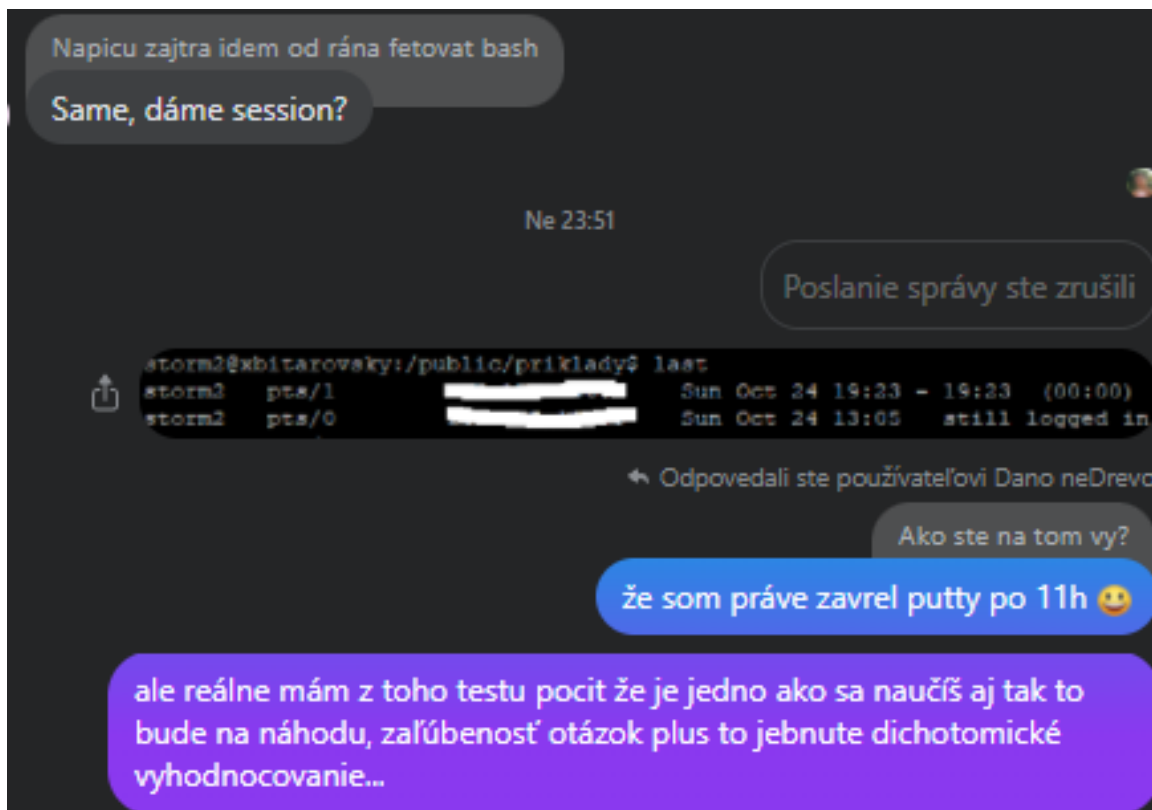 Napicu zajtra idem od rána fetovat bash
Same, dáme session?
Ne 23:51
Poslanie správy ste zrušili
storm2@xbitarovsky:/public/priklady$ last
storm2 pts/1 Sun Oct 24 19:23 - 19:23 (00:00)
storm2 pts/0 Sun Oct 24 13:05 still logged in
Odpovedali ste používateľovi Dano neDrevo
Ako ste na tom vy?
že som práve zavrel putty po 11h 😃
ale reálne mám z toho testu pocit že je jedno ako sa naučíš aj tak to
bude na náhodu, zaľúbenosť otázok plus to jebnute dichotomické
vyhodnocovanie...